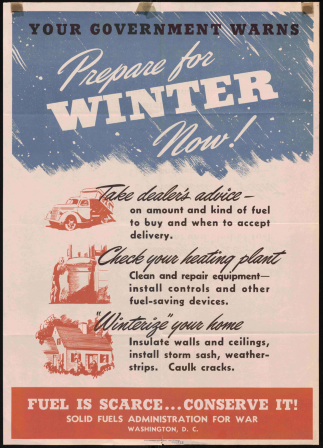 YOUR GOVERNMENT WARNS
Prepare for
WINTER
Now!
Take dealer's advice —
on amount and kind of fuel
to buy and when to accept
delivery.
Check your heating plant
Clean and repair equipment—
install controls and other
fuel-saving devices.
"Winterize" your home
Insulate walls and ceilings,
install storm sash, weather-
strips. Caulk cracks.
FUEL IS SCARCE...CONSERVE IT!
SOLID FUELS ADMINISTRATION FOR WAR
WASHINGTON, D. C.